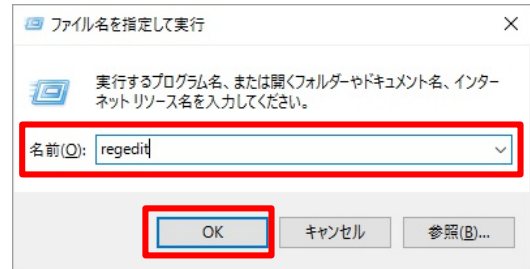 ファイル名を指定して実行
実行するプログラム名、または開くフォルダーやドキュメント名、インター
ネット リソース名を入力してください。
名前(O): regedit
OK キャンセル 参照(B)...